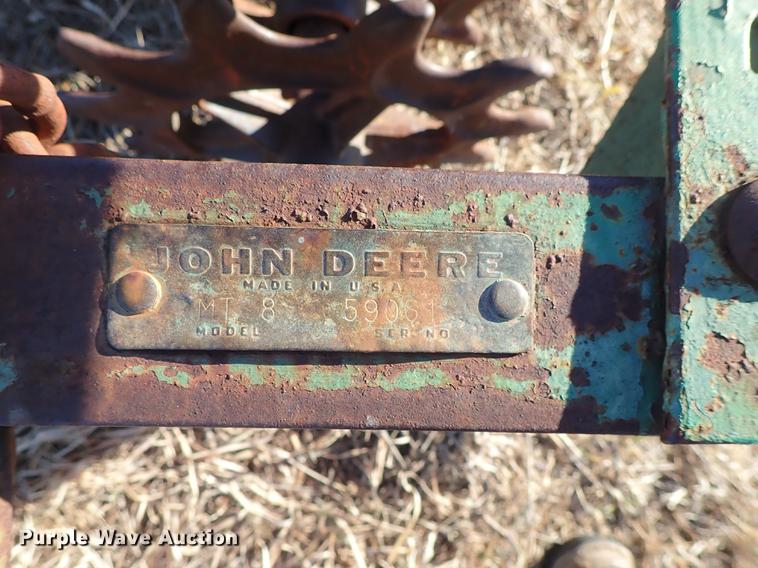 JOHN DEERE
MADE IN U.S.A.
MT 8 59061
MODEL SER·NO
Purple Wave Auction